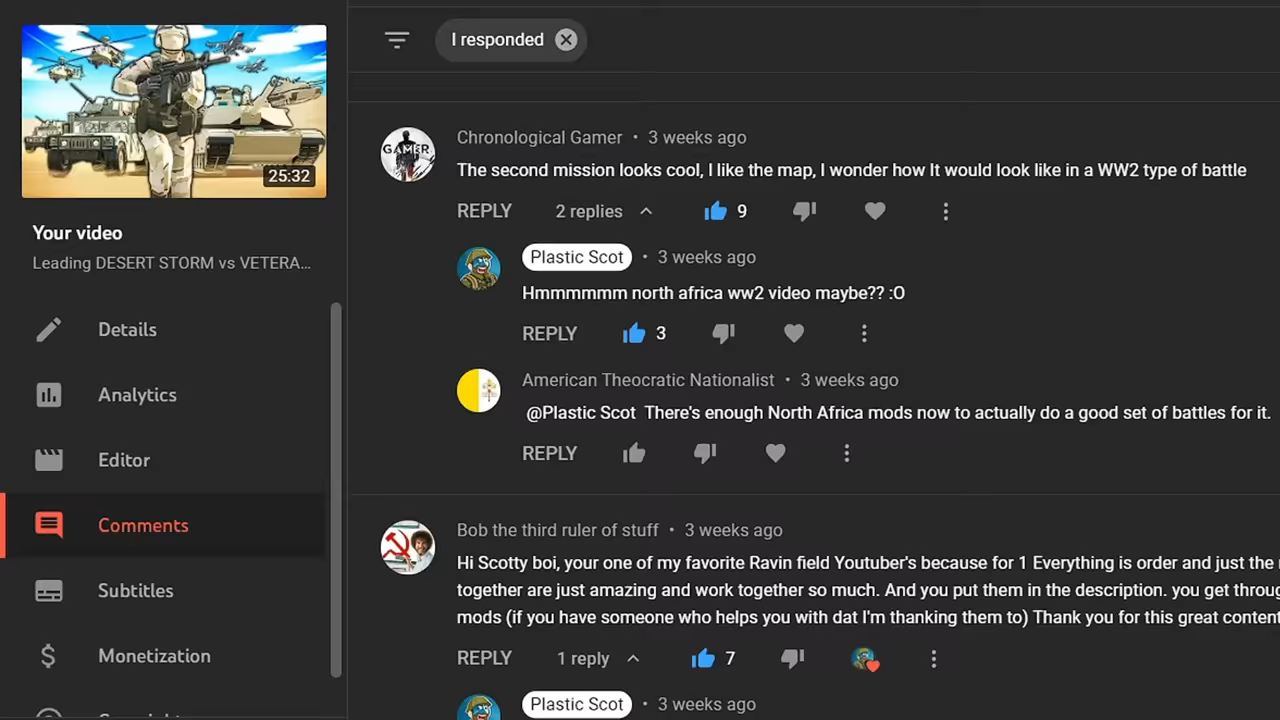 I responded
25:32
Your video
Leading DESERT STORM vs VETERA...
Details
Analytics
Editor
Comments
Subtitles
Monetization
GAMER
Chronological Gamer • 3 weeks ago
The second mission looks cool, I like the map, I wonder how It would look like in a WW2 type of battle
REPLY 2 replies 9
Plastic Scot • 3 weeks ago
Hmmmmmm north africa ww2 video maybe?? :O
REPLY 3
American Theocratic Nationalist • 3 weeks ago
@Plastic Scot There's enough North Africa mods now to actually do a good set of battles for it.
REPLY
Bob the third ruler of stuff • 3 weeks ago
Hi Scotty boi, your one of my favorite Ravin field Youtuber's because for 1 Everything is order and just the
together are just amazing and work together so much. And you put them in the description. you get throug
mods (if you have someone who helps you with dat I'm thanking them to) Thank you for this great content
REPLY 1 reply 7
Plastic Scot • 3 weeks ago